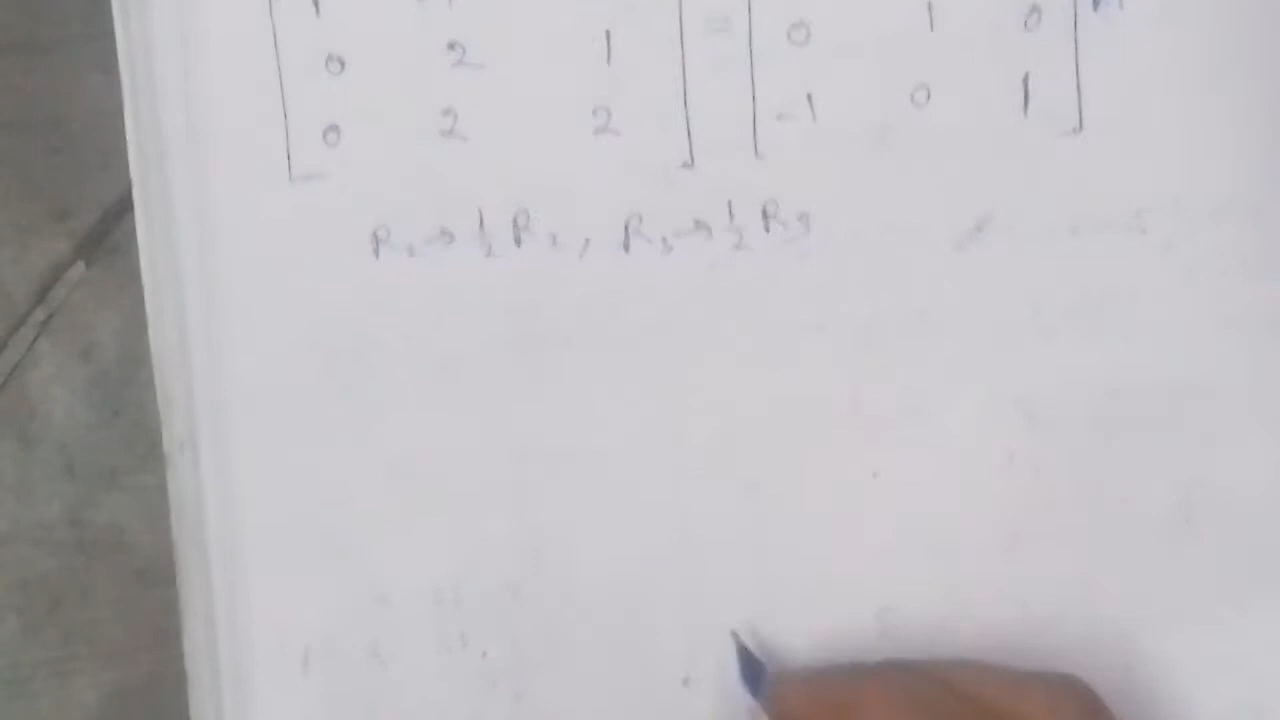 0 2 1 = 0 1 0
0 2 2 -1 0 1
R₂→½R₂, R₃→½R₃